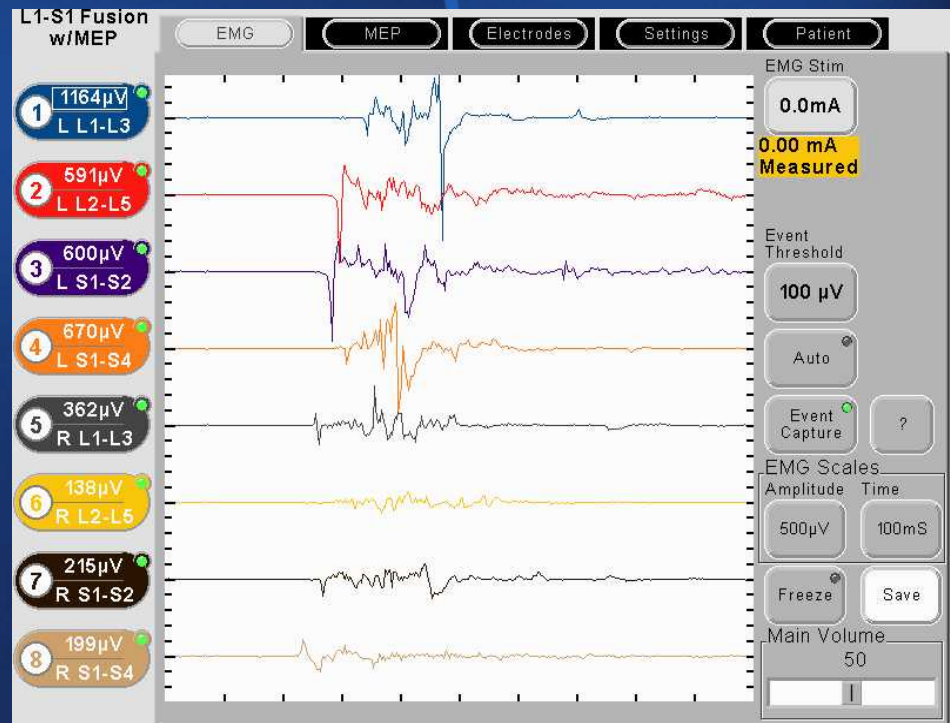 L1-S1 Fusion
w/MEP
EMG
MEP
Electrodes
Settings
Patient
1
1164µV
L L1-L3
2
591µV
L L2-L5
3
600µV
L S1-S2
4
670µV
L S1-S4
5
362µV
R L1-L3
6
138µV
R L2-L5
7
215µV
R S1-S2
8
199µV
R S1-S4
EMG Stim
0.0mA
0.00 mA
Measured
Event
Threshold
100 µV
Auto
Event
Capture
?
EMG Scales
Amplitude Time
500µV 100mS
Freeze
Save
Main Volume
50